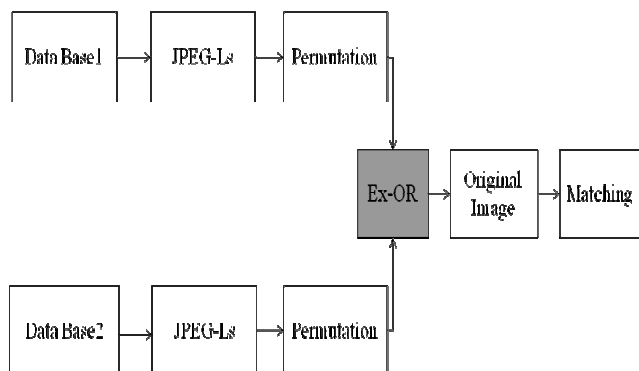 Data Base1
JPEG-Ls
Permutation
Ex-OR
Original
Image
Matching
Data Base2
JPEG-Ls
Permutation